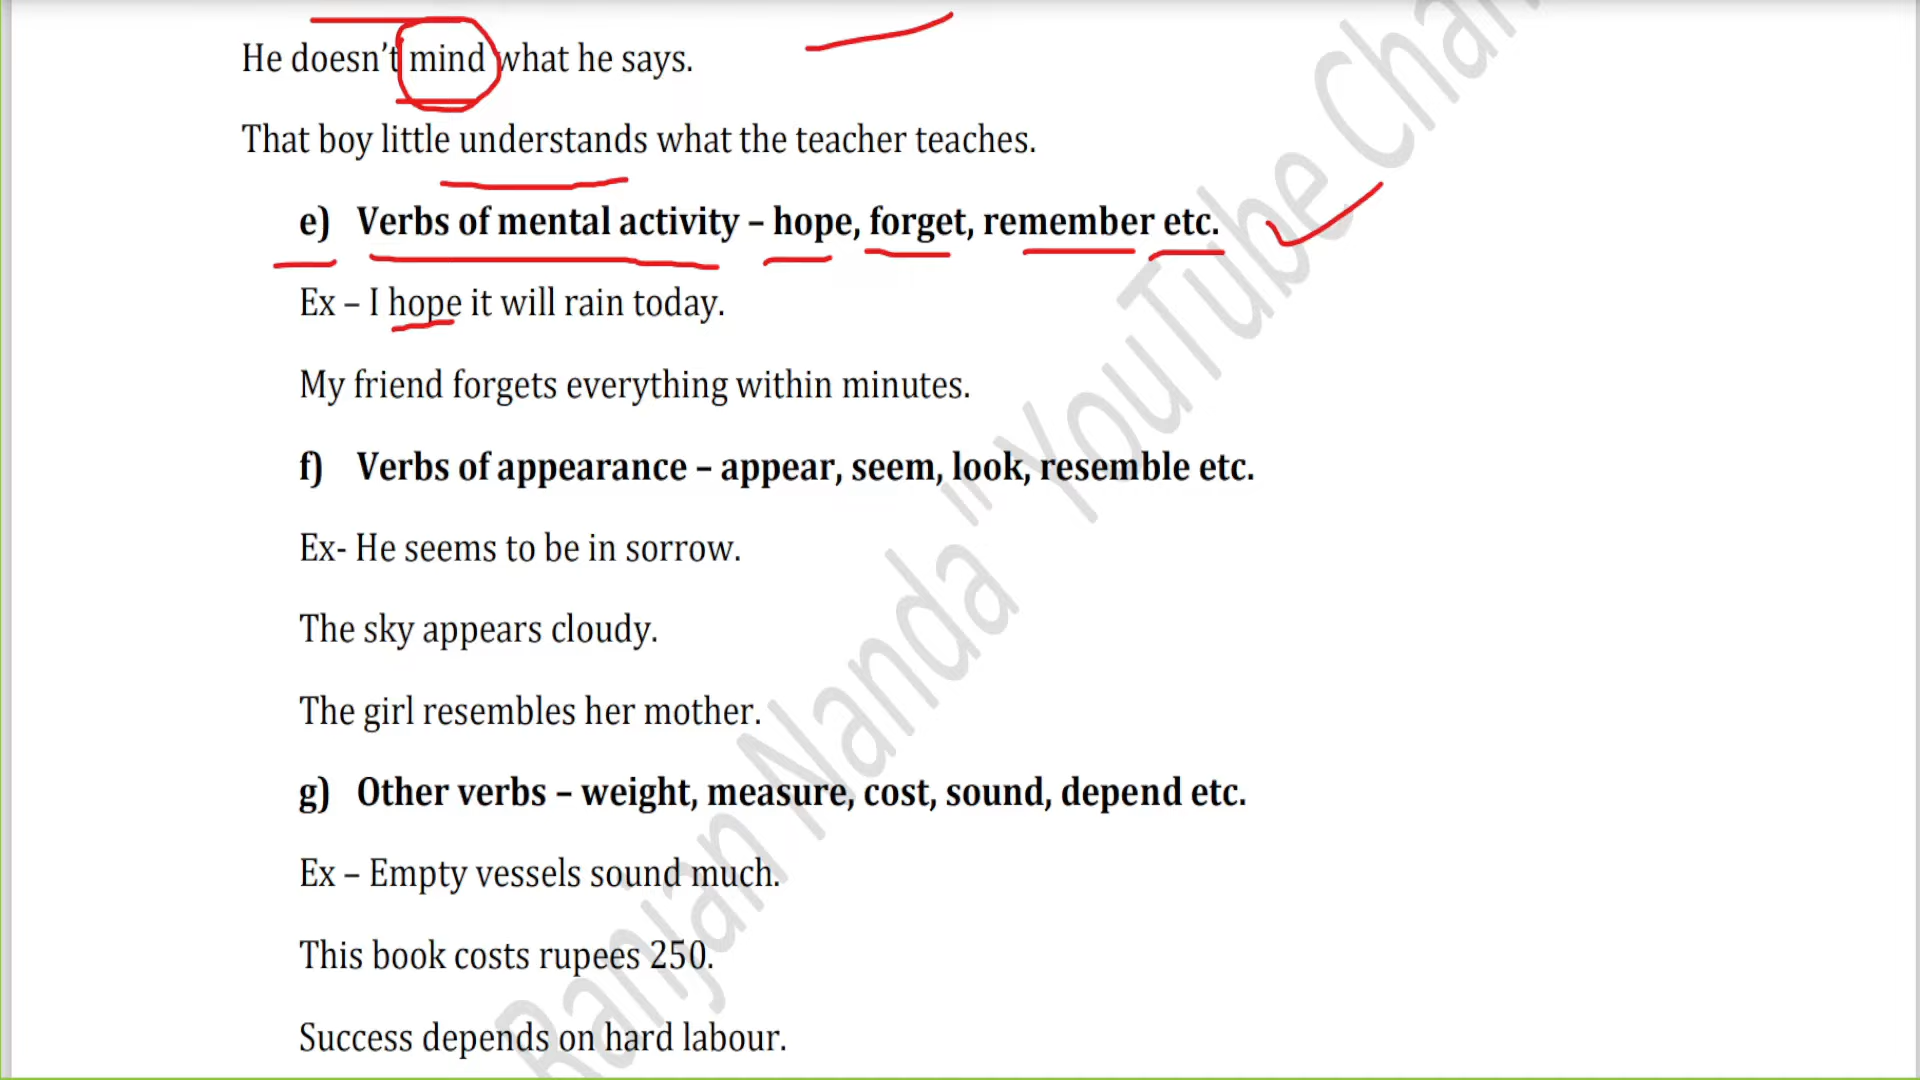 He doesn't mind what he says.
That boy little understands what the teacher teaches.
e) Verbs of mental activity – hope, forget, remember etc.
Ex – I hope it will rain today.
My friend forgets everything within minutes.
f) Verbs of appearance – appear, seem, look, resemble etc.
Ex- He seems to be in sorrow.
The sky appears cloudy.
The girl resembles her mother.
g) Other verbs – weight, measure, cost, sound, depend etc.
Ex – Empty vessels sound much.
This book costs rupees 250.
Success depends on hard labour.
Ranjan Nanda" YouTube